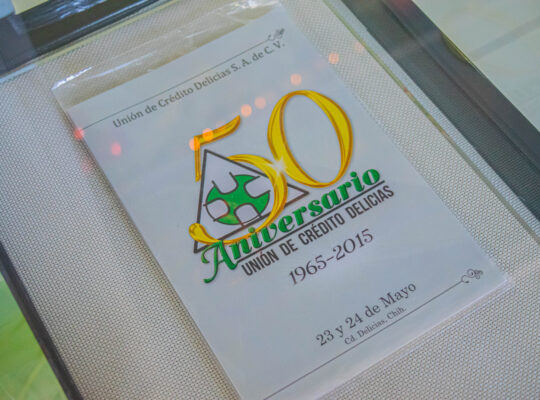 Unión de Crédito Delicias S. A. de C. V.
50
Aniversario
UNIÓN DE CRÉDITO DELICIAS
1965-2015
23 y 24 de Mayo
Cd. Delicias, Chih.